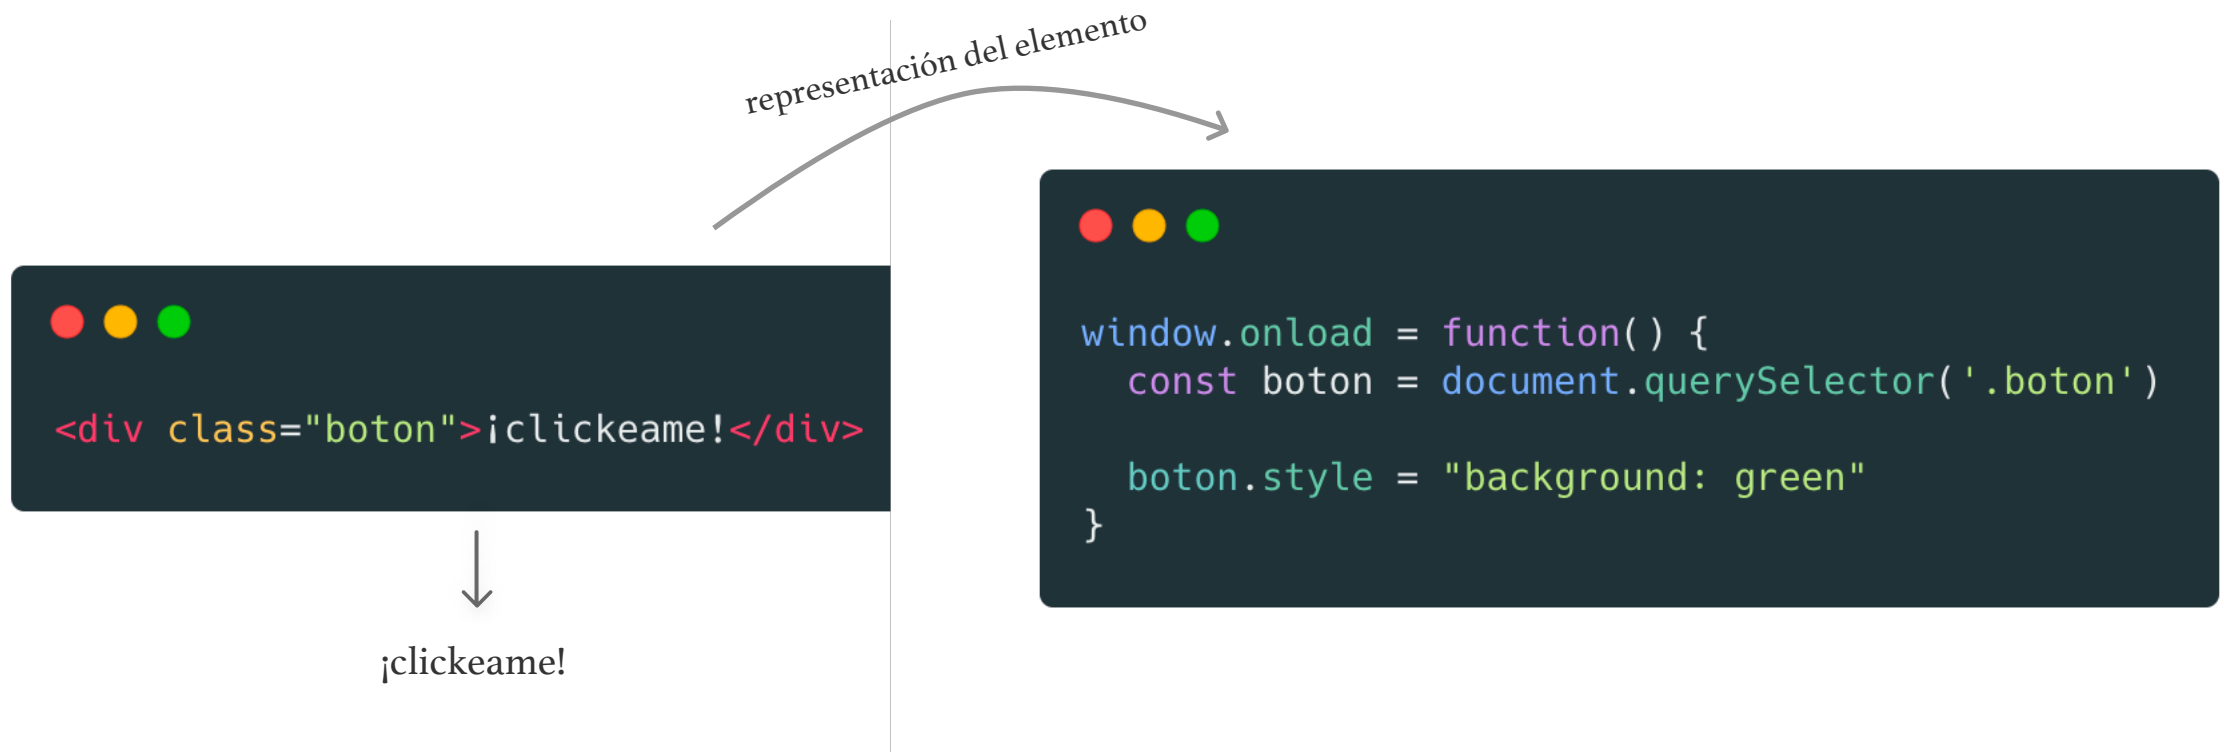 representación del elemento
<div class="boton">¡clickeame!</div>
¡clickeame!
window.onload = function() {
  const boton = document.querySelector('.boton')
  boton.style = "background: green"
}